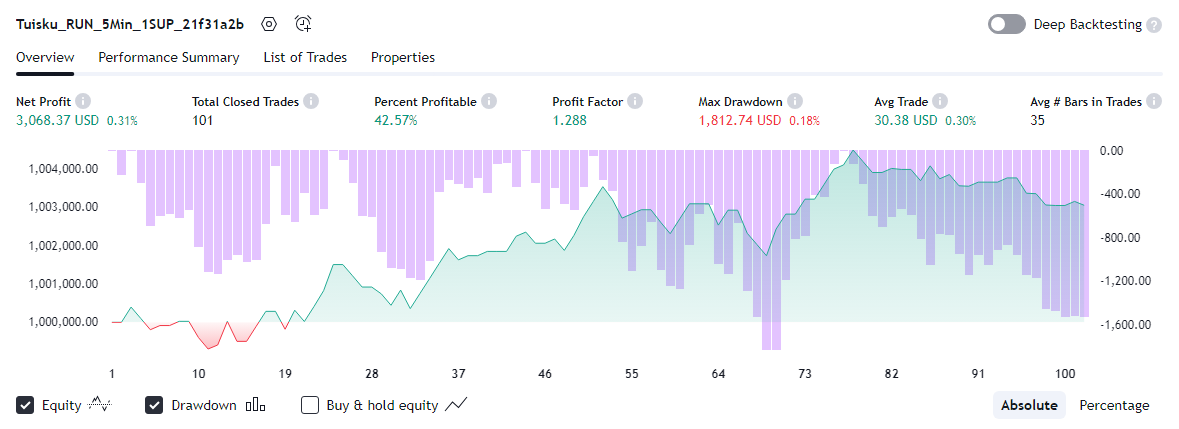 Tuisku_RUN_5Min_1SUP_21f31a2b Deep Backtesting ?
Overview Performance Summary List of Trades Properties
Net Profit i Total Closed Trades i Percent Profitable i Profit Factor i Max Drawdown i Avg Trade i Avg # Bars in Trades i
3,068.37 USD 0.31% 101 42.57% 1.288 1,812.74 USD 0.18% 30.38 USD 0.30% 35
0.00
1,004,000.00
-400.00
1,003,000.00
-800.00
1,002,000.00
-1,200.00
1,001,000.00
1,000,000.00
-1,600.00
1 10 19 28 37 46 55 64 73 82 91 100
Equity Drawdown Buy & hold equity Absolute Percentage